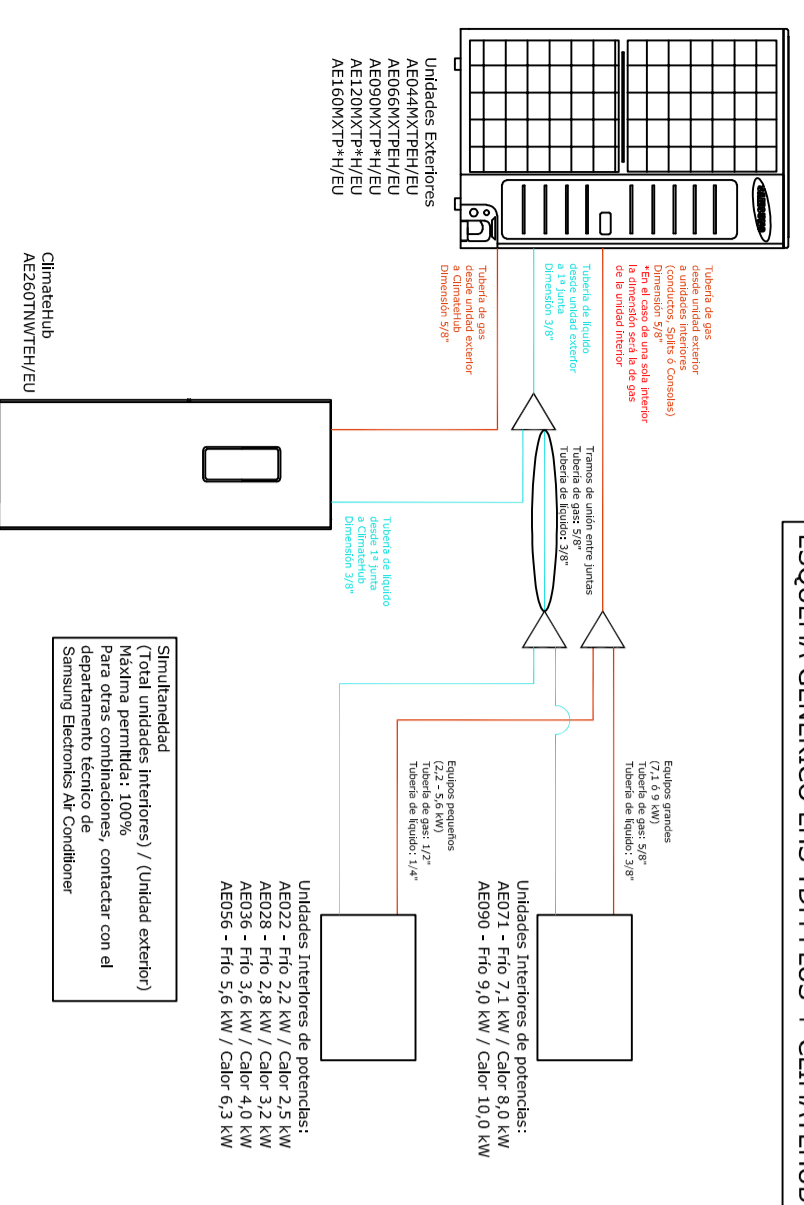 ESQUEMA GENÉRICO EHS TDM PLUS Y CLIMATEHUB
SAMSUNG
Tubería de gas
desde unidad exterior
a unidades interiores
(conductos, Splits ó Consolas)
Dimensión 5/8"
*En el caso de una sola interior
la dimensión será la de gas
de la unidad interior
Tubería de líquido
desde unidad exterior
a 1ª junta
Dimensión 3/8"
Tubería de gas
desde unidad exterior
a ClimateHub
Dimensión 5/8"
Unidades Exteriores
AE044MXTPEH/EU
AE066MXTPEH/EU
AE090MXTP*H/EU
AE120MXTP*H/EU
AE160MXTP*H/EU
Tramos de unión entre juntas
Tubería de gas: 5/8"
Tubería de líquido: 3/8"
Tubería de líquido
desde 1ª junta
a ClimateHub
Dimensión 3/8"
ClimateHub
AE260TNWTEH/EU
Equipos grandes
(7,1 ó 9 kW)
Tubería de gas: 5/8"
Tubería de líquido: 3/8"
Equipos pequeños
(2,2 - 5,6 kW)
Tubería de gas: 1/2"
Tubería de líquido: 1/4"
Unidades Interiores de potencias:
AE071 - Frío 7,1 kW / Calor 8,0 kW
AE090 - Frío 9,0 kW / Calor 10,0 kW
Unidades Interiores de potencias:
AE022 - Frío 2,2 kW / Calor 2,5 kW
AE028 - Frío 2,8 kW / Calor 3,2 kW
AE036 - Frío 3,6 kW / Calor 4,0 kW
AE056 - Frío 5,6 kW / Calor 6,3 kW
Simultaneidad
(Total unidades interiores) / (Unidad exterior)
Máxima permitida: 100%
Para otras combinaciones, contactar con el
departamento técnico de
Samsung Electronics Air Conditioner